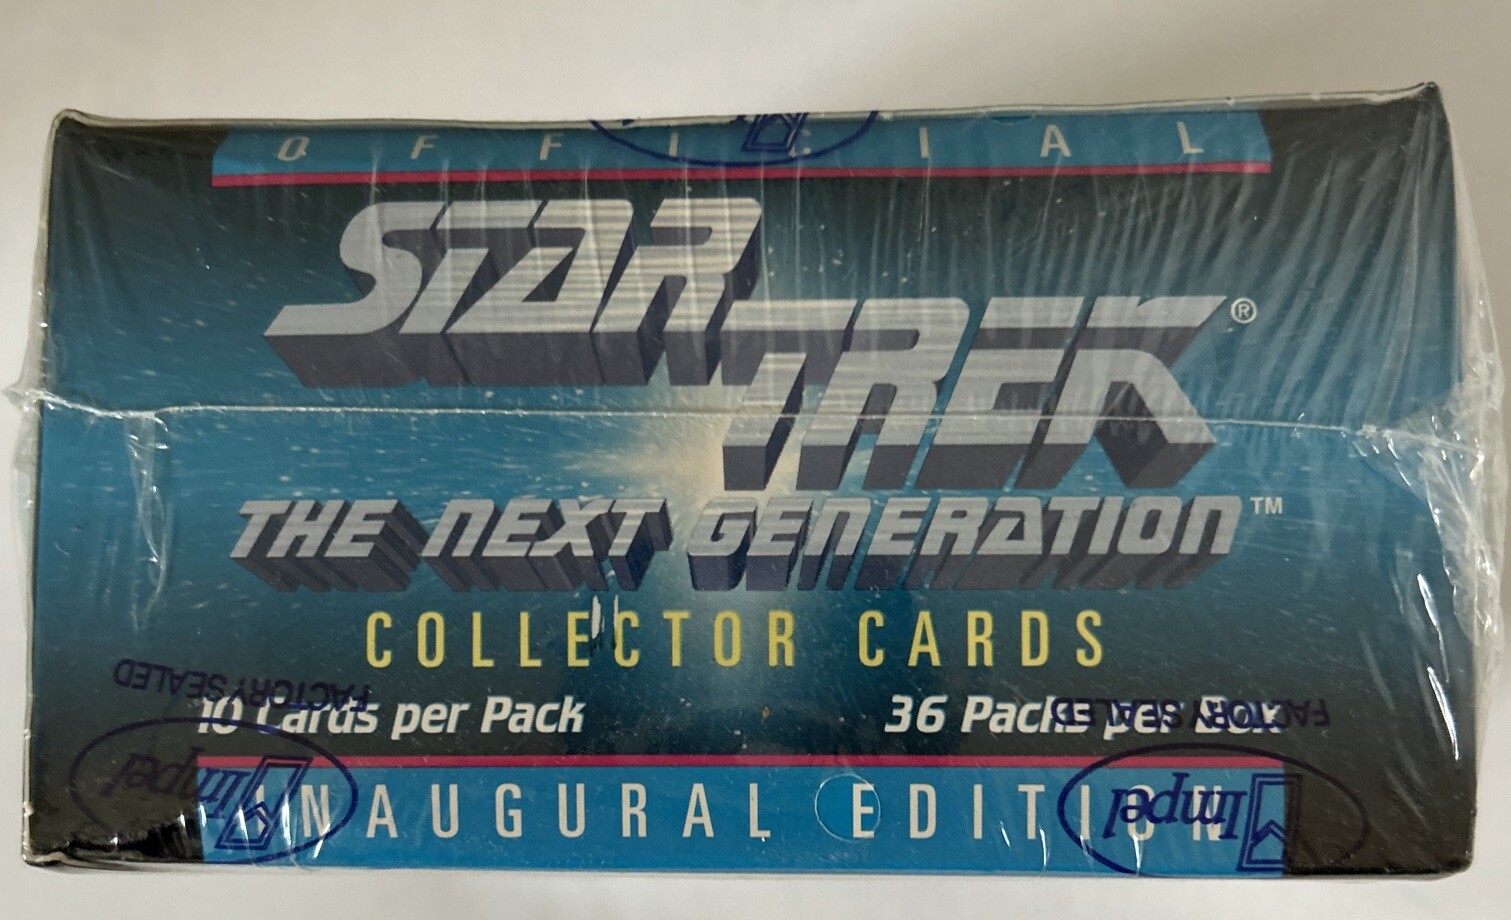 OFFICIAL
STAR
TREK®
THE NEXT GENERATION™
COLLECTOR CARDS
FACTORY SEALED
FACTORY SEALED
10 Cards per Pack
36 Packs per Box
Impel
Impel
INAUGURAL EDITION